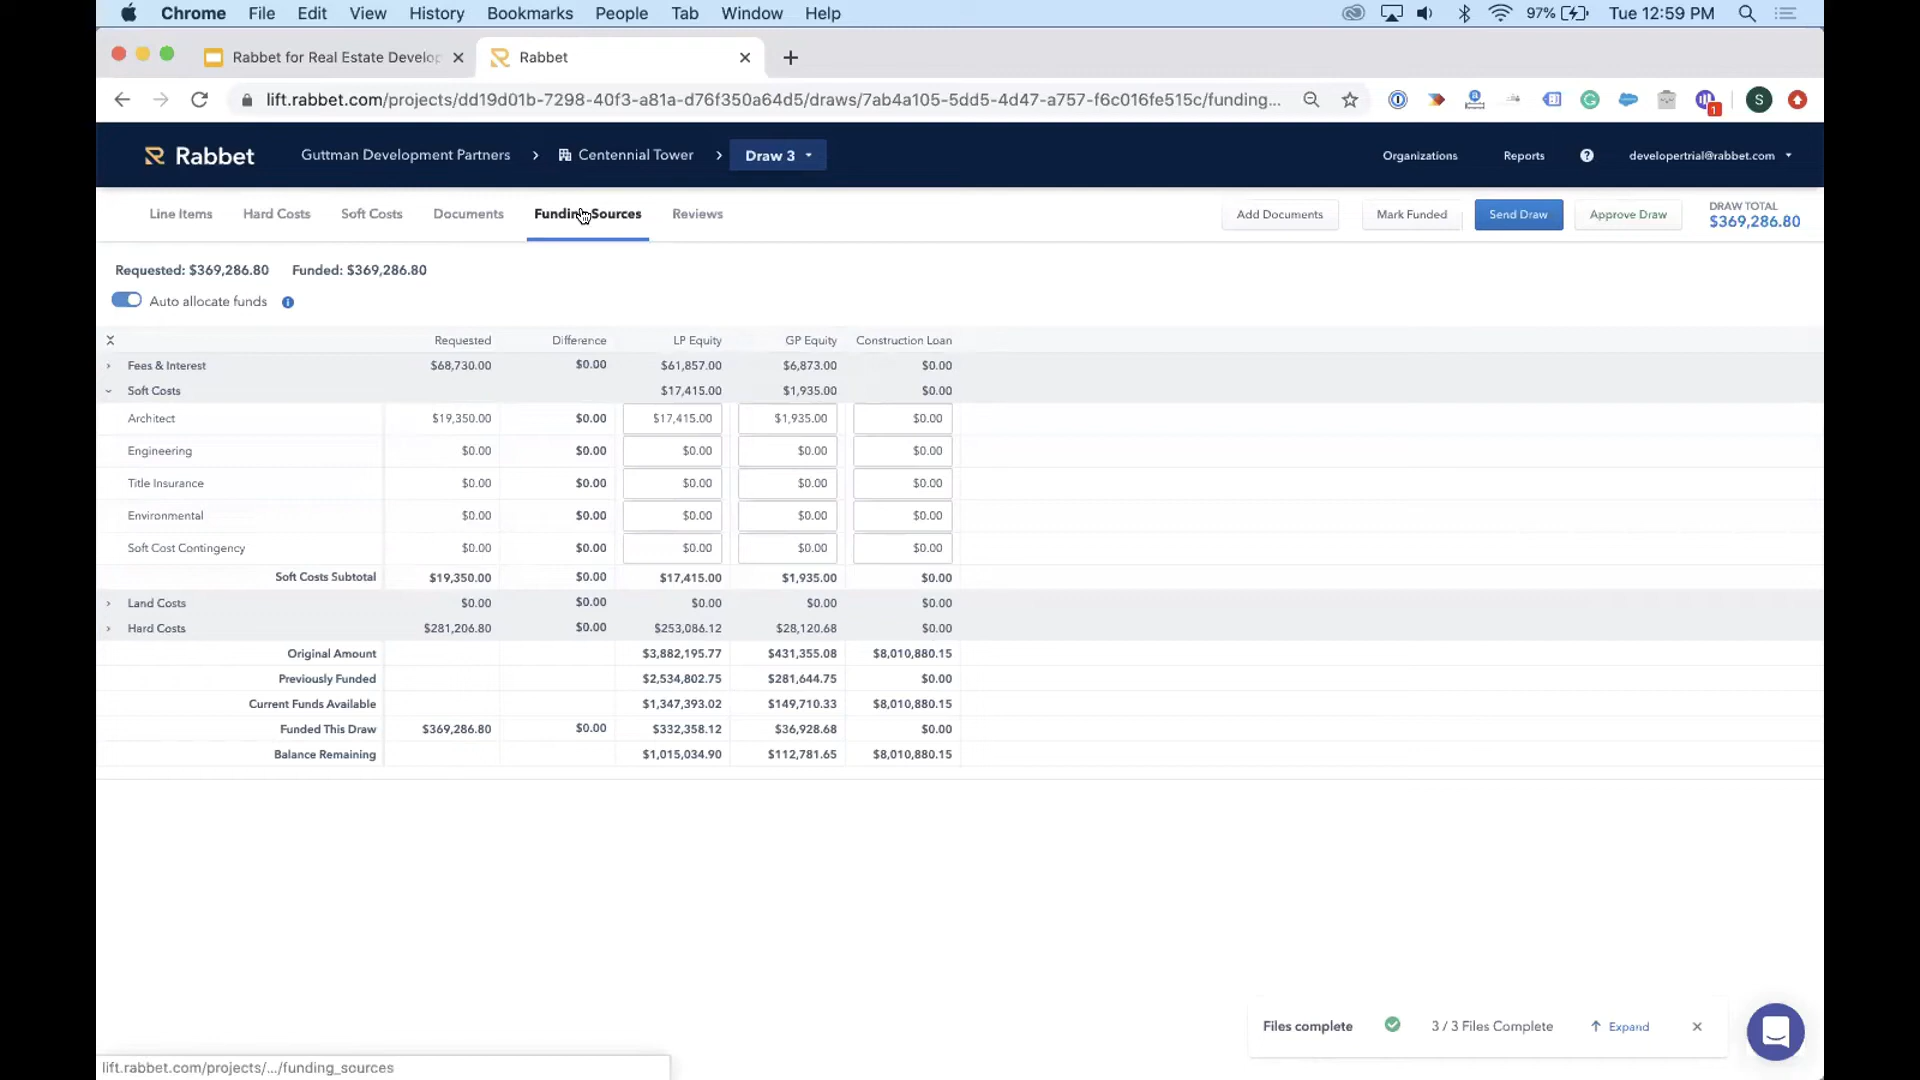 Chrome File Edit View History Bookmarks People Tab Window Help 97% Tue 12:59 PM
Rabbet for Real Estate Develop Rabbet
lift.rabbet.com/projects/dd19d01b-7298-40f3-a81a-d76f350a64d5/draws/7ab4a105-5dd5-4d47-a757-f6c016fe515c/funding... S 1
Rabbet Guttman Development Partners > Centennial Tower > Draw 3 Organizations Reports ? developertrial@rabbet.com
Line Items Hard Costs Soft Costs Documents Funding Sources Reviews Add Documents Mark Funded Send Draw Approve Draw DRAW TOTAL
$369,286.80
Requested: $369,286.80 Funded: $369,286.80
Auto allocate funds i
Requested Difference LP Equity GP Equity Construction Loan
Fees & Interest $68,730.00 $0.00 $61,857.00 $6,873.00 $0.00
Soft Costs $17,415.00 $1,935.00 $0.00
Architect $19,350.00 $0.00 $17,415.00 $1,935.00 $0.00
Engineering $0.00 $0.00 $0.00 $0.00 $0.00
Title Insurance $0.00 $0.00 $0.00 $0.00 $0.00
Environmental $0.00 $0.00 $0.00 $0.00 $0.00
Soft Cost Contingency $0.00 $0.00 $0.00 $0.00 $0.00
Soft Costs Subtotal $19,350.00 $0.00 $17,415.00 $1,935.00 $0.00
Land Costs $0.00 $0.00 $0.00 $0.00 $0.00
Hard Costs $281,206.80 $0.00 $253,086.12 $28,120.68 $0.00
Original Amount $3,882,195.77 $431,355.08 $8,010,880.15
Previously Funded $2,534,802.75 $281,644.75 $0.00
Current Funds Available $1,347,393.02 $149,710.33 $8,010,880.15
Funded This Draw $369,286.80 $0.00 $332,358.12 $36,928.68 $0.00
Balance Remaining $1,015,034.90 $112,781.65 $8,010,880.15
Files complete 3 / 3 Files Complete Expand
lift.rabbet.com/projects/.../funding_sources